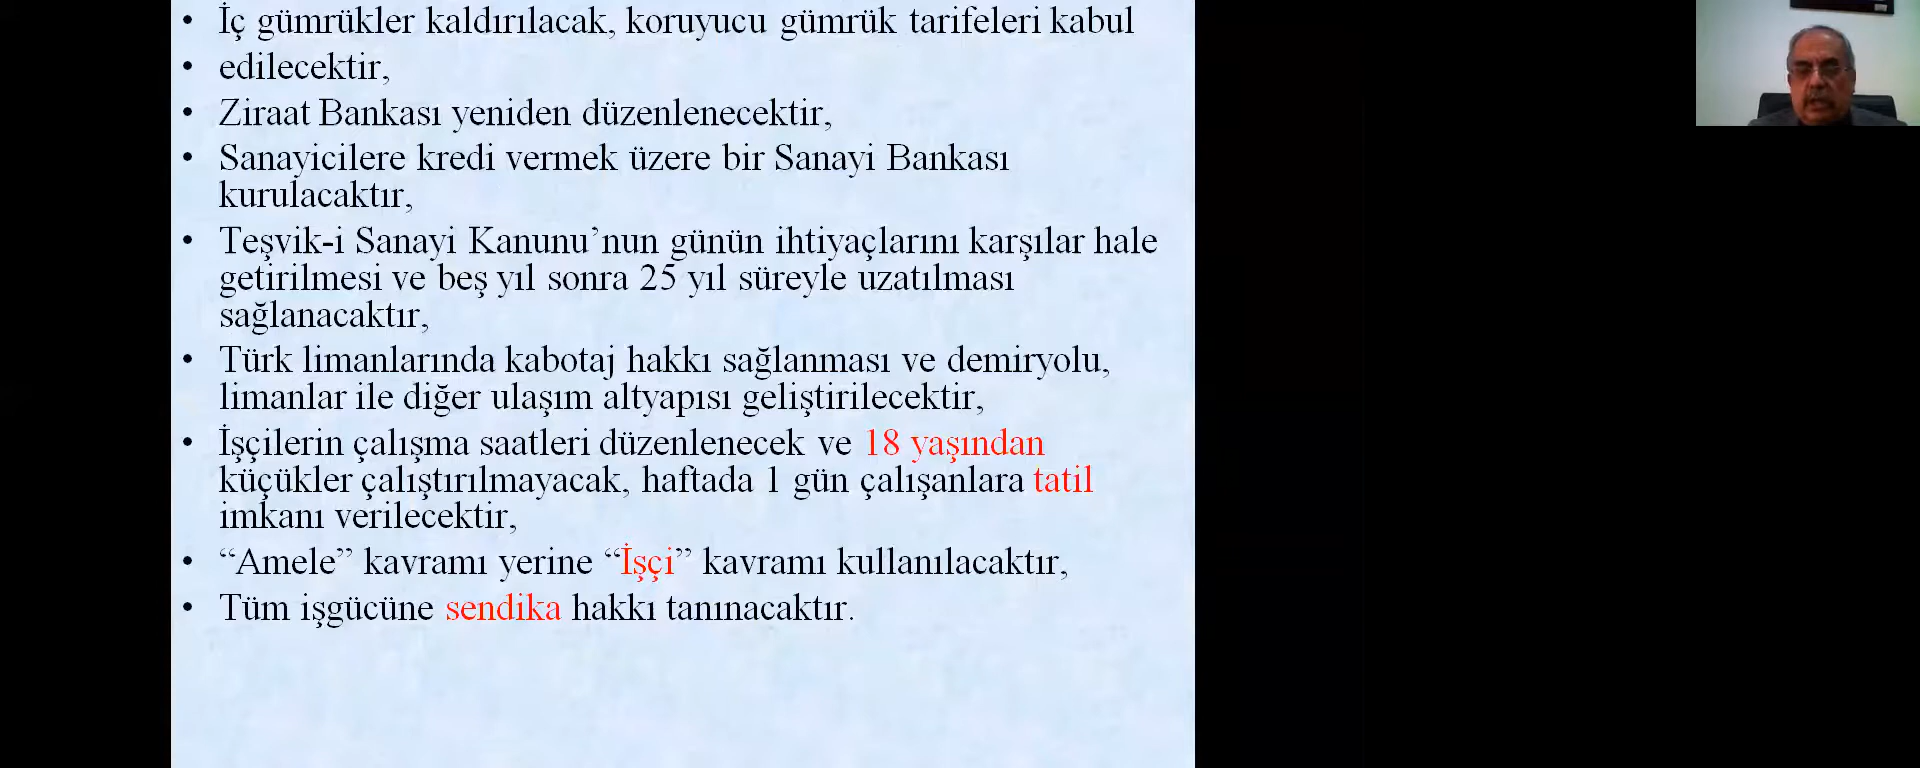 • İç gümrükler kaldırılacak, koruyucu gümrük tarifeleri kabul
• edilecektir,
• Ziraat Bankası yeniden düzenlenecektir,
• Sanayicilere kredi vermek üzere bir Sanayi Bankası
kurulacaktır,
• Teşvik-i Sanayi Kanunu’nun günün ihtiyaçlarını karşılar hale
getirilmesi ve beş yıl sonra 25 yıl süreyle uzatılması
sağlanacaktır,
• Türk limanlarında kabotaj hakkı sağlanması ve demiryolu,
limanlar ile diğer ulaşım altyapısı geliştirilecektir,
• İşçilerin çalışma saatleri düzenlenecek ve 18 yaşından
küçükler çalıştırılmayacak, haftada 1 gün çalışanlara tatil
imkanı verilecektir,
• “Amele” kavramı yerine “İşçi” kavramı kullanılacaktır,
• Tüm işgücüne sendika hakkı tanınacaktır.